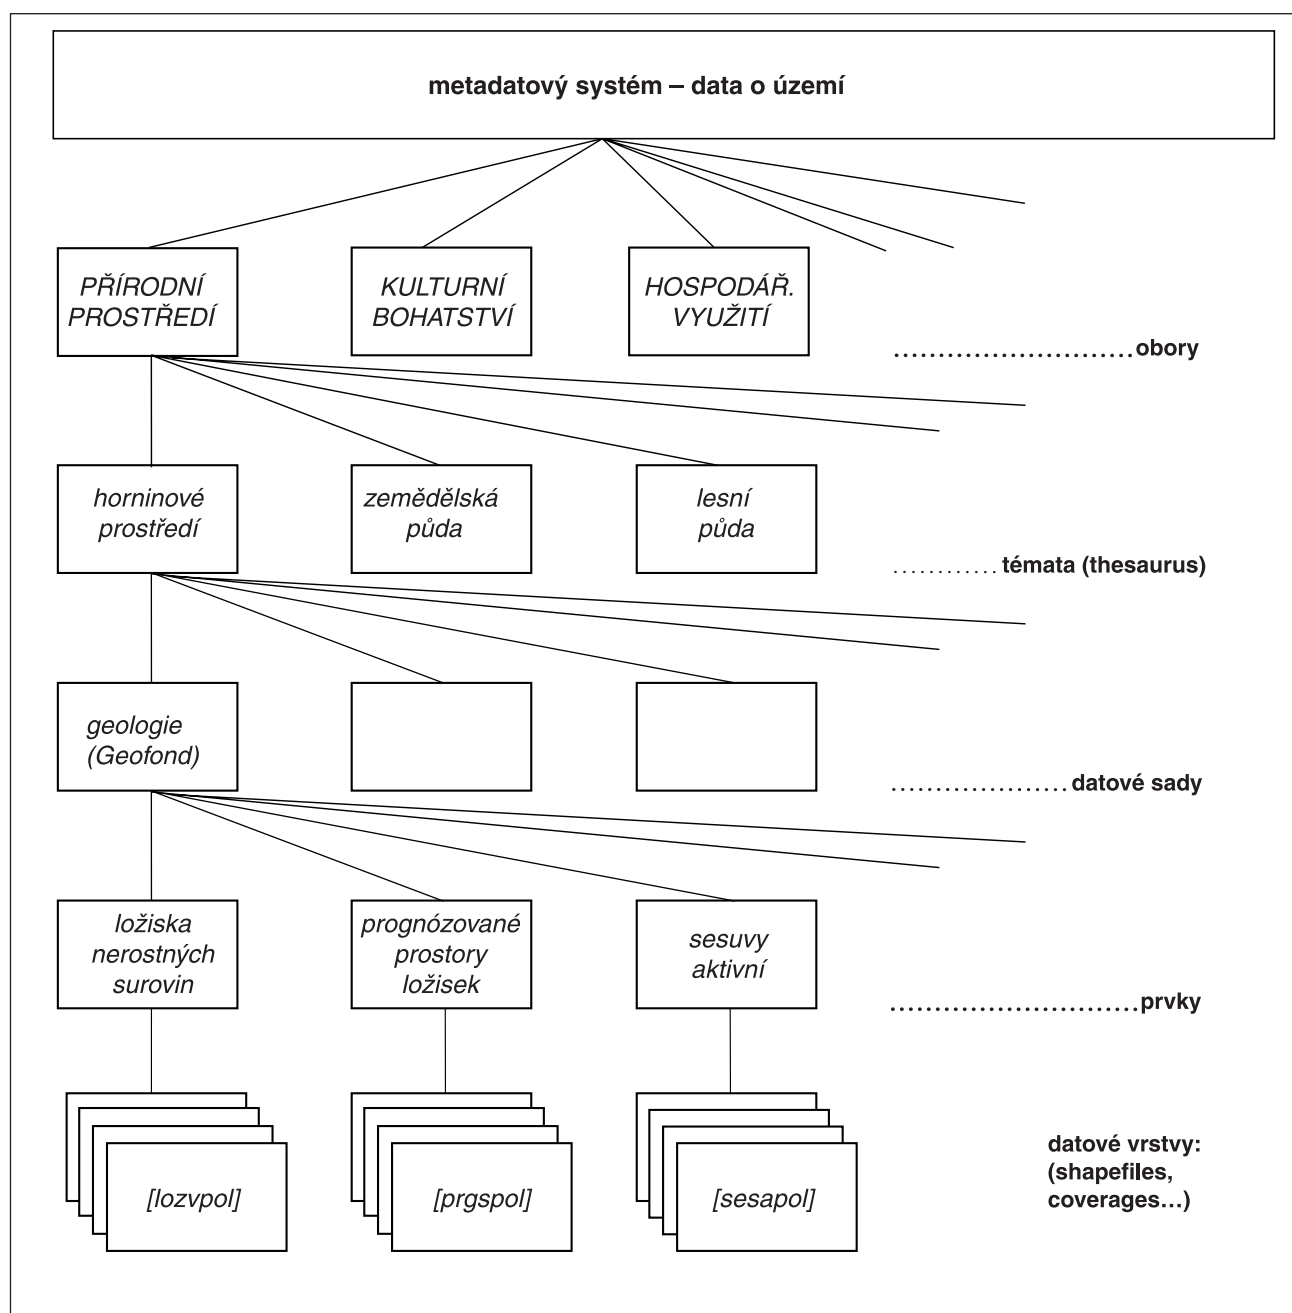 metadatový systém – data o území
PŘÍRODNÍ
PROSTŘEDÍ
KULTURNÍ
BOHATSTVÍ
HOSPODÁŘ.
VYUŽITÍ
...........................obory
horninové
prostředí
zemědělská
půda
lesní
půda
............ témata (thesaurus)
geologie
(Geofond)
.................... datové sady
ložiska
nerostných
surovin
prognózované
prostory
ložisek
sesuvy
aktivní
............................prvky
[lozvpol]
[prgspol]
[sesapol]
datové vrstvy:
(shapefiles,
coverages…)